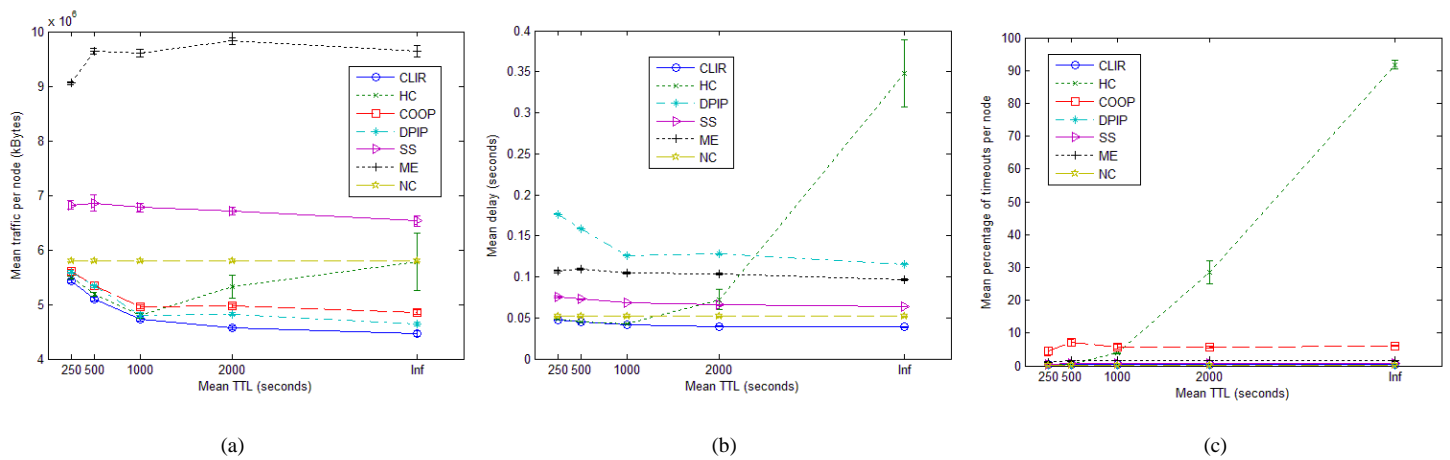 x 10^6
10
9
8
7
6
5
4
Mean traffic per node (kBytes)
250 500 1000 2000 Inf
Mean TTL (seconds)
CLIR
HC
COOP
DPIP
SS
ME
NC
(a)
0.4
0.35
0.3
0.25
0.2
0.15
0.1
0.05
0
Mean delay (seconds)
250 500 1000 2000 Inf
Mean TTL (seconds)
CLIR
HC
DPIP
SS
ME
NC
(b)
100
90
80
70
60
50
40
30
20
10
0
Mean percentage of timeouts per node
250 500 1000 2000 Inf
Mean TTL (seconds)
CLIR
HC
COOP
DPIP
SS
ME
NC
(c)